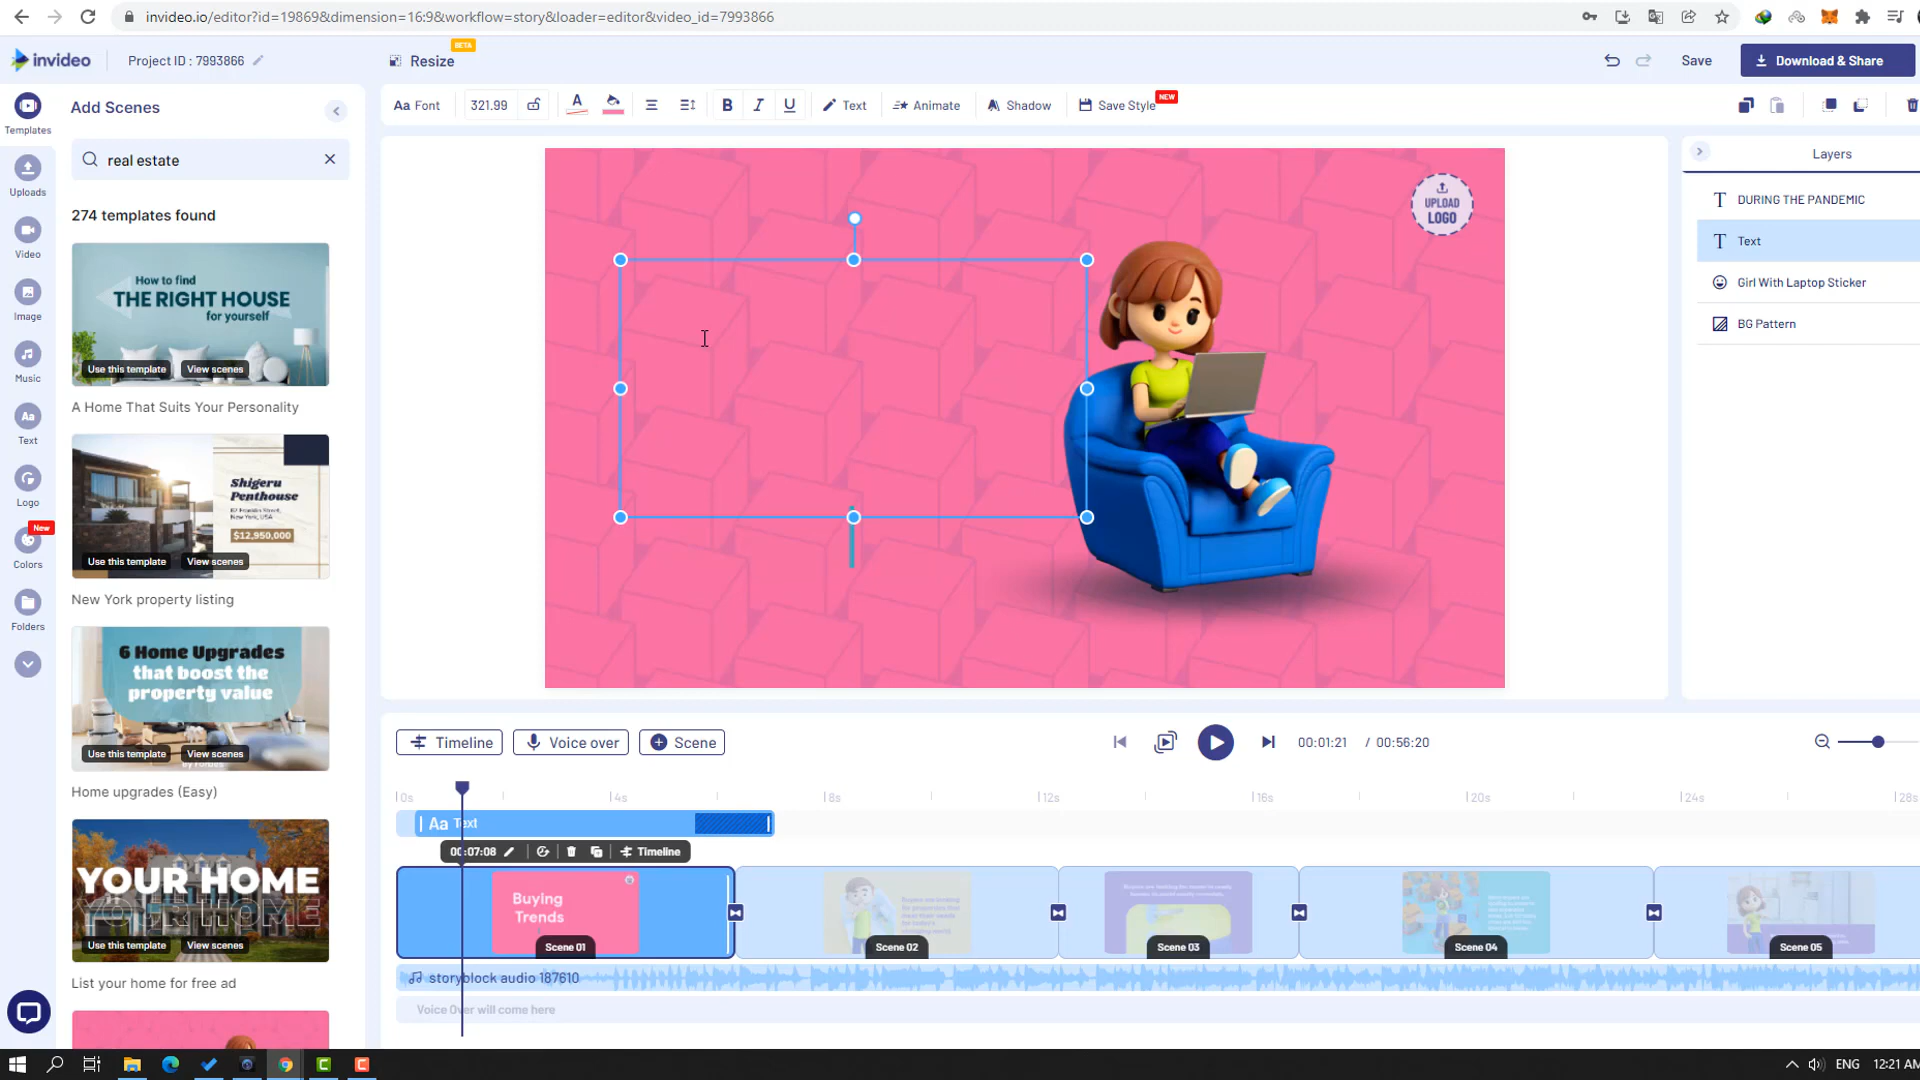 invideo.io/editor?id=19869&dimension=16:9&workflow=story&loader=editor&video_id=7993866
invideo
Project ID : 7993866
Resize
BETA
Save
Download & Share
Templates
Uploads
Video
Image
Music
Aa
Text
Logo
New
Colors
Folders
Add Scenes
real estate
274 templates found
How to find
THE RIGHT HOUSE
for yourself
Use this template
View scenes
A Home That Suits Your Personality
Shigeru
Penthouse
New York, USA
$12,950,000
Use this template
View scenes
New York property listing
6 Home Upgrades
that boost the
property value
Use this template
View scenes
Home upgrades (Easy)
YOUR HOME
YOUR HOME
Use this template
View scenes
List your home for free ad
Aa Font
321.99
A
B
I
U
Text
Animate
A Shadow
Save Style
NEW
UPLOAD
LOGO
Layers
T DURING THE PANDEMIC
T Text
Girl With Laptop Sticker
BG Pattern
Timeline
Voice over
Scene
00:01:21 / 00:56:20
0s
4s
8s
12s
16s
20s
24s
28s
Aa Text
00:07:08
Timeline
Buying
Trends
Scene 01
Scene 02
Scene 03
Scene 04
Scene 05
storyblock audio 187610
Voice Over will come here
ENG
12:21 AM